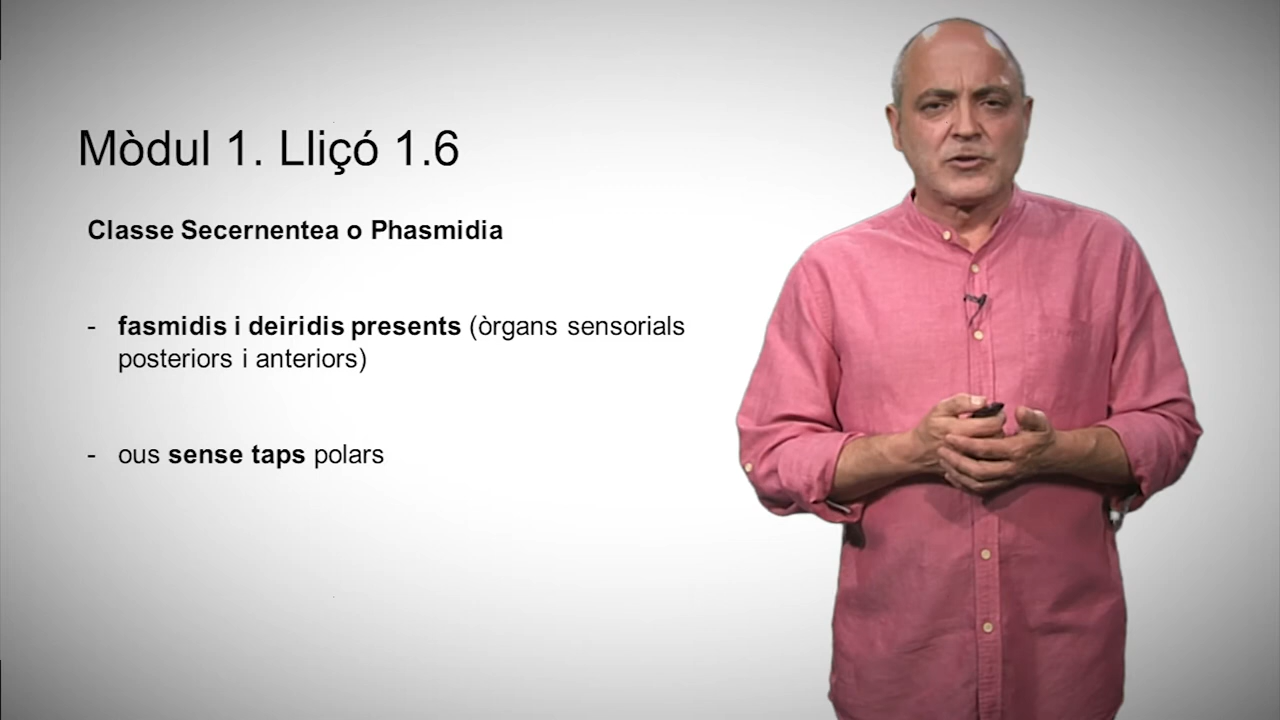 Mòdul 1. Lliçó 1.6
Classe Secernentea o Phasmidia
- fasmidis i deiridis presents (òrgans sensorials
posteriors i anteriors)
- ous sense taps polars